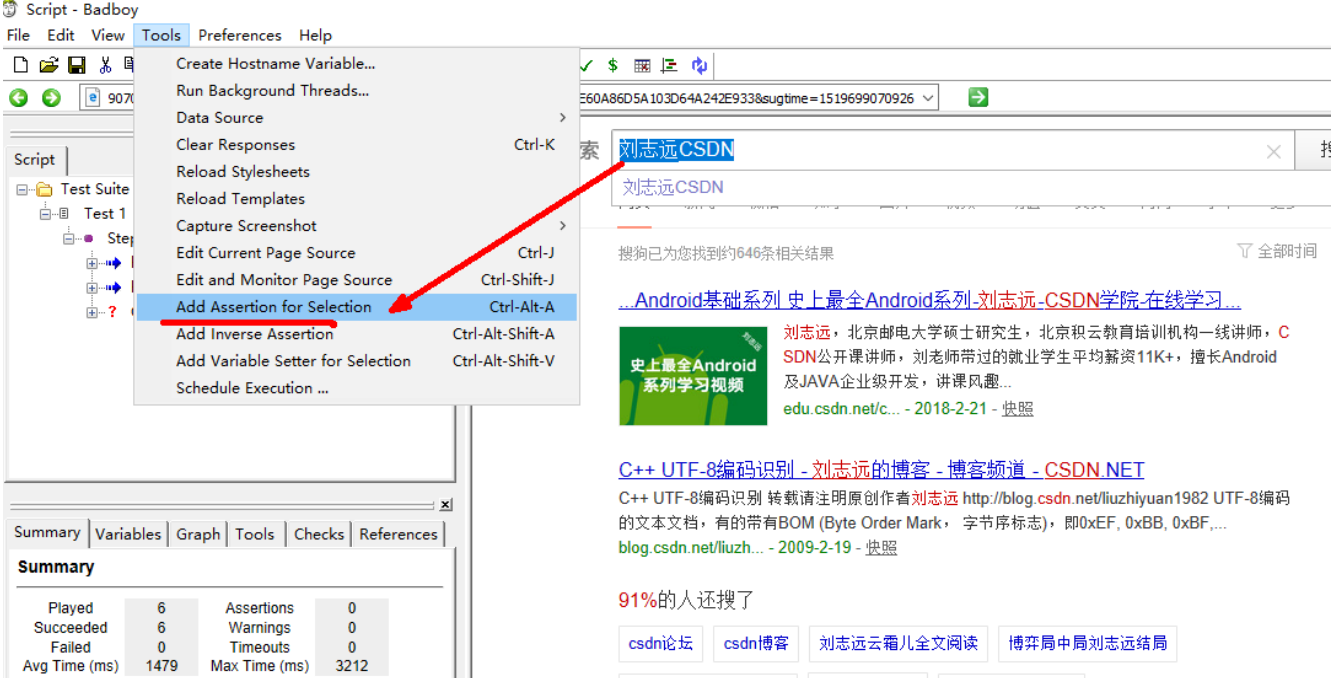 Script - Badboy
File Edit View Tools Preferences Help
9070
E60A86D5A103D64A242E933&sugtime=1519699070926
Create Hostname Variable...
Run Background Threads...
Data Source
Clear Responses Ctrl-K
Reload Stylesheets
Reload Templates
Capture Screenshot
Edit Current Page Source Ctrl-J
Edit and Monitor Page Source Ctrl-Shift-J
Add Assertion for Selection Ctrl-Alt-A
Add Inverse Assertion Ctrl-Alt-Shift-A
Add Variable Setter for Selection Ctrl-Alt-Shift-V
Schedule Execution ...
Script
Test Suite
Test 1
Step
Summary Variables Graph Tools Checks References
Summary
Played 6 Assertions 0
Succeeded 6 Warnings 0
Failed 0 Timeouts 0
Avg Time (ms) 1479 Max Time (ms) 3212
索 刘志远CSDN
刘志远CSDN
搜狗已为您找到约646条相关结果 全部时间
...Android基础系列 史上最全Android系列-刘志远-CSDN学院-在线学习...
刘志远
史上最全Android
系列学习视频
刘志远，北京邮电大学硕士研究生，北京积云教育培训机构一线讲师，C
SDN公开课讲师，刘老师带过的就业学生平均薪资11K+，擅长Android
及JAVA企业级开发，讲课风趣...
edu.csdn.net/c... - 2018-2-21 - 快照
C++ UTF-8编码识别 - 刘志远的博客 - 博客频道 - CSDN.NET
C++ UTF-8编码识别 转载请注明原创作者刘志远 http://blog.csdn.net/liuzhiyuan1982 UTF-8编码
的文本文档，有的带有BOM (Byte Order Mark， 字节序标志)，即0xEF, 0xBB, 0xBF,...
blog.csdn.net/liuzh... - 2009-2-19 - 快照
91%的人还搜了
csdn论坛 csdn博客 刘志远云霜儿全文阅读 博弈局中局刘志远结局